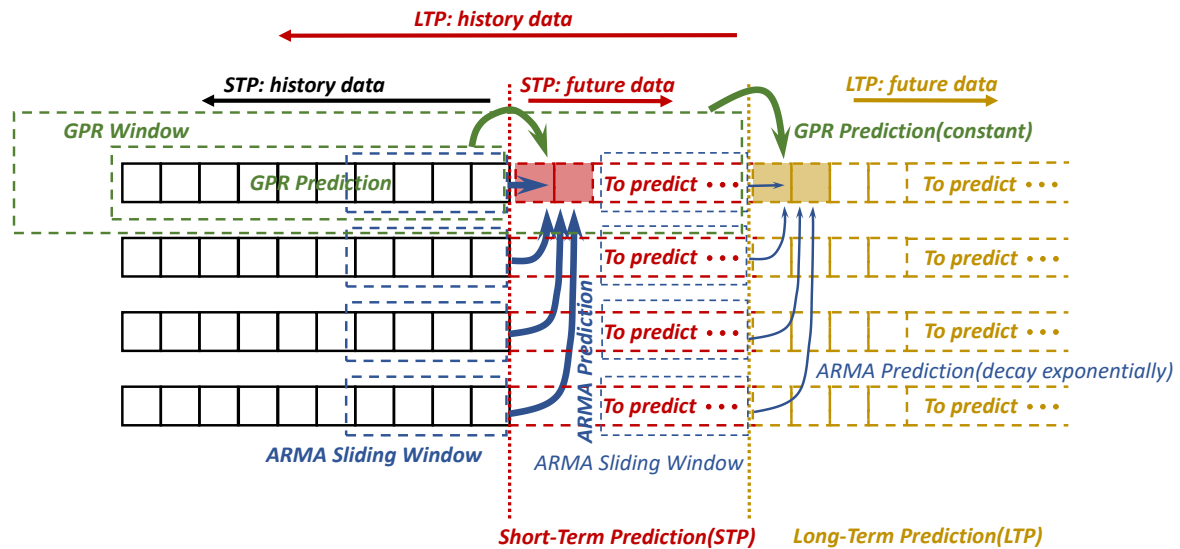 LTP: history data
STP: history data
STP: future data
LTP: future data
GPR Window
GPR Prediction(constant)
GPR Prediction
To predict •••
To predict •••
To predict •••
To predict •••
To predict •••
To predict •••
ARMA Prediction
ARMA Prediction(decay exponentially)
To predict •••
To predict •••
ARMA Sliding Window
ARMA Sliding Window
Short-Term Prediction(STP)
Long-Term Prediction(LTP)